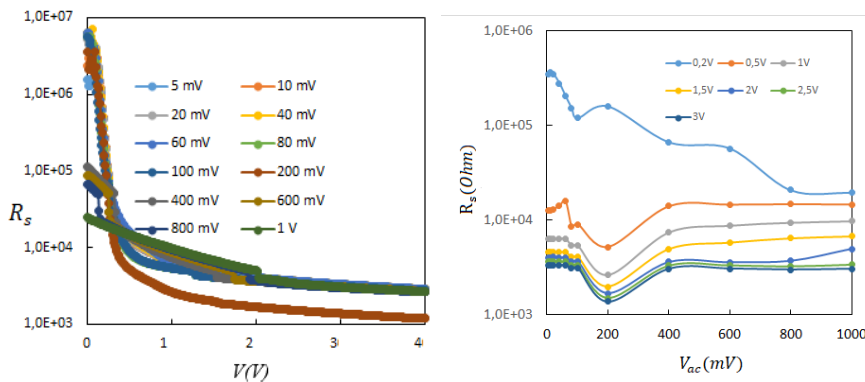 1,0E+07
1,0E+06
1,0E+05
1,0E+04
1,0E+03
R_s
5 mV 10 mV
20 mV 40 mV
60 mV 80 mV
100 mV 200 mV
400 mV 600 mV
800 mV 1 V
0 1 2 3 4
V(V)
1,0E+06
1,0E+05
1,0E+04
1,0E+03
R_s(Ohm)
0,2V 0,5V 1V
1,5V 2V 2,5V
3V
0 200 400 600 800 1000
V_ac(mV)